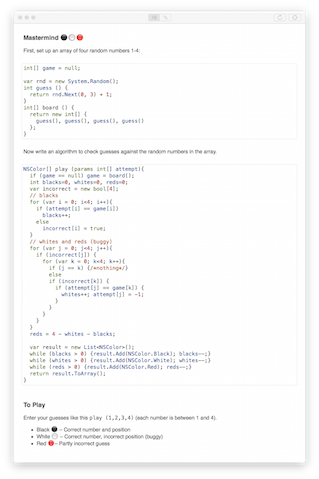 Mastermind
First, set up an array of four random numbers 1-4:
int[] game = null;
var rnd = new System.Random();
int guess () {
return rnd.Next(0, 3) + 1;
}
int[] board () {
return new int[] {
guess(), guess(), guess(), guess()
};
}
Now write an algorithm to check guesses against the random numbers in the array.
NSColor[] play (params int[] attempt){
if (game == null) game = board();
int blacks=0, whites=0, reds=0;
var incorrect = new bool[4];
// blacks
for (var i = 0; i<4; i++){
if (attempt[i] == game[i])
blacks++;
else
incorrect[i] = true;
}
// whites and reds (buggy)
for (var j = 0; j<4; j++){
if (incorrect[j]) {
for (var k = 0; k<4; k++){
if (j == k) {/*nothing*/}
else
if (incorrect[k]) {
if (attempt[j] == game[k]) {
whites++; attempt[j] = -1;
}
}
}
}
}
reds = 4 - whites - blacks;
var result = new List<NSColor>();
while (blacks > 0) {result.Add(NSColor.Black); blacks--;}
while (whites > 0) {result.Add(NSColor.White); whites--;}
while (reds > 0) {result.Add(NSColor.Red); reds--;}
return result.ToArray();
}
To Play
Enter your guesses like this play (1,2,3,4) (each number is between 1 and 4).
• Black – Correct number and position
• White – Correct number, incorrect position (buggy)
• Red – Partly incorrect guess